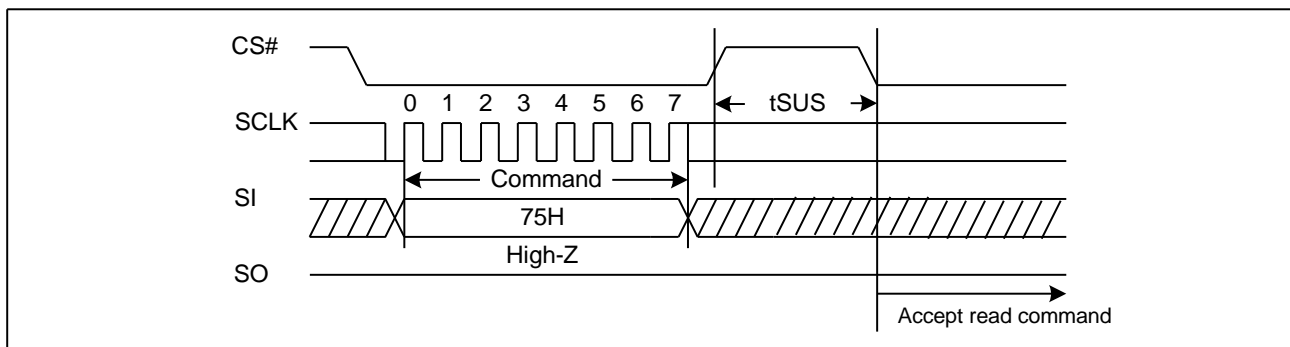 CS#
tSUS
0 1 2 3 4 5 6 7
SCLK
Command
SI
75H
High-Z
SO
Accept read command